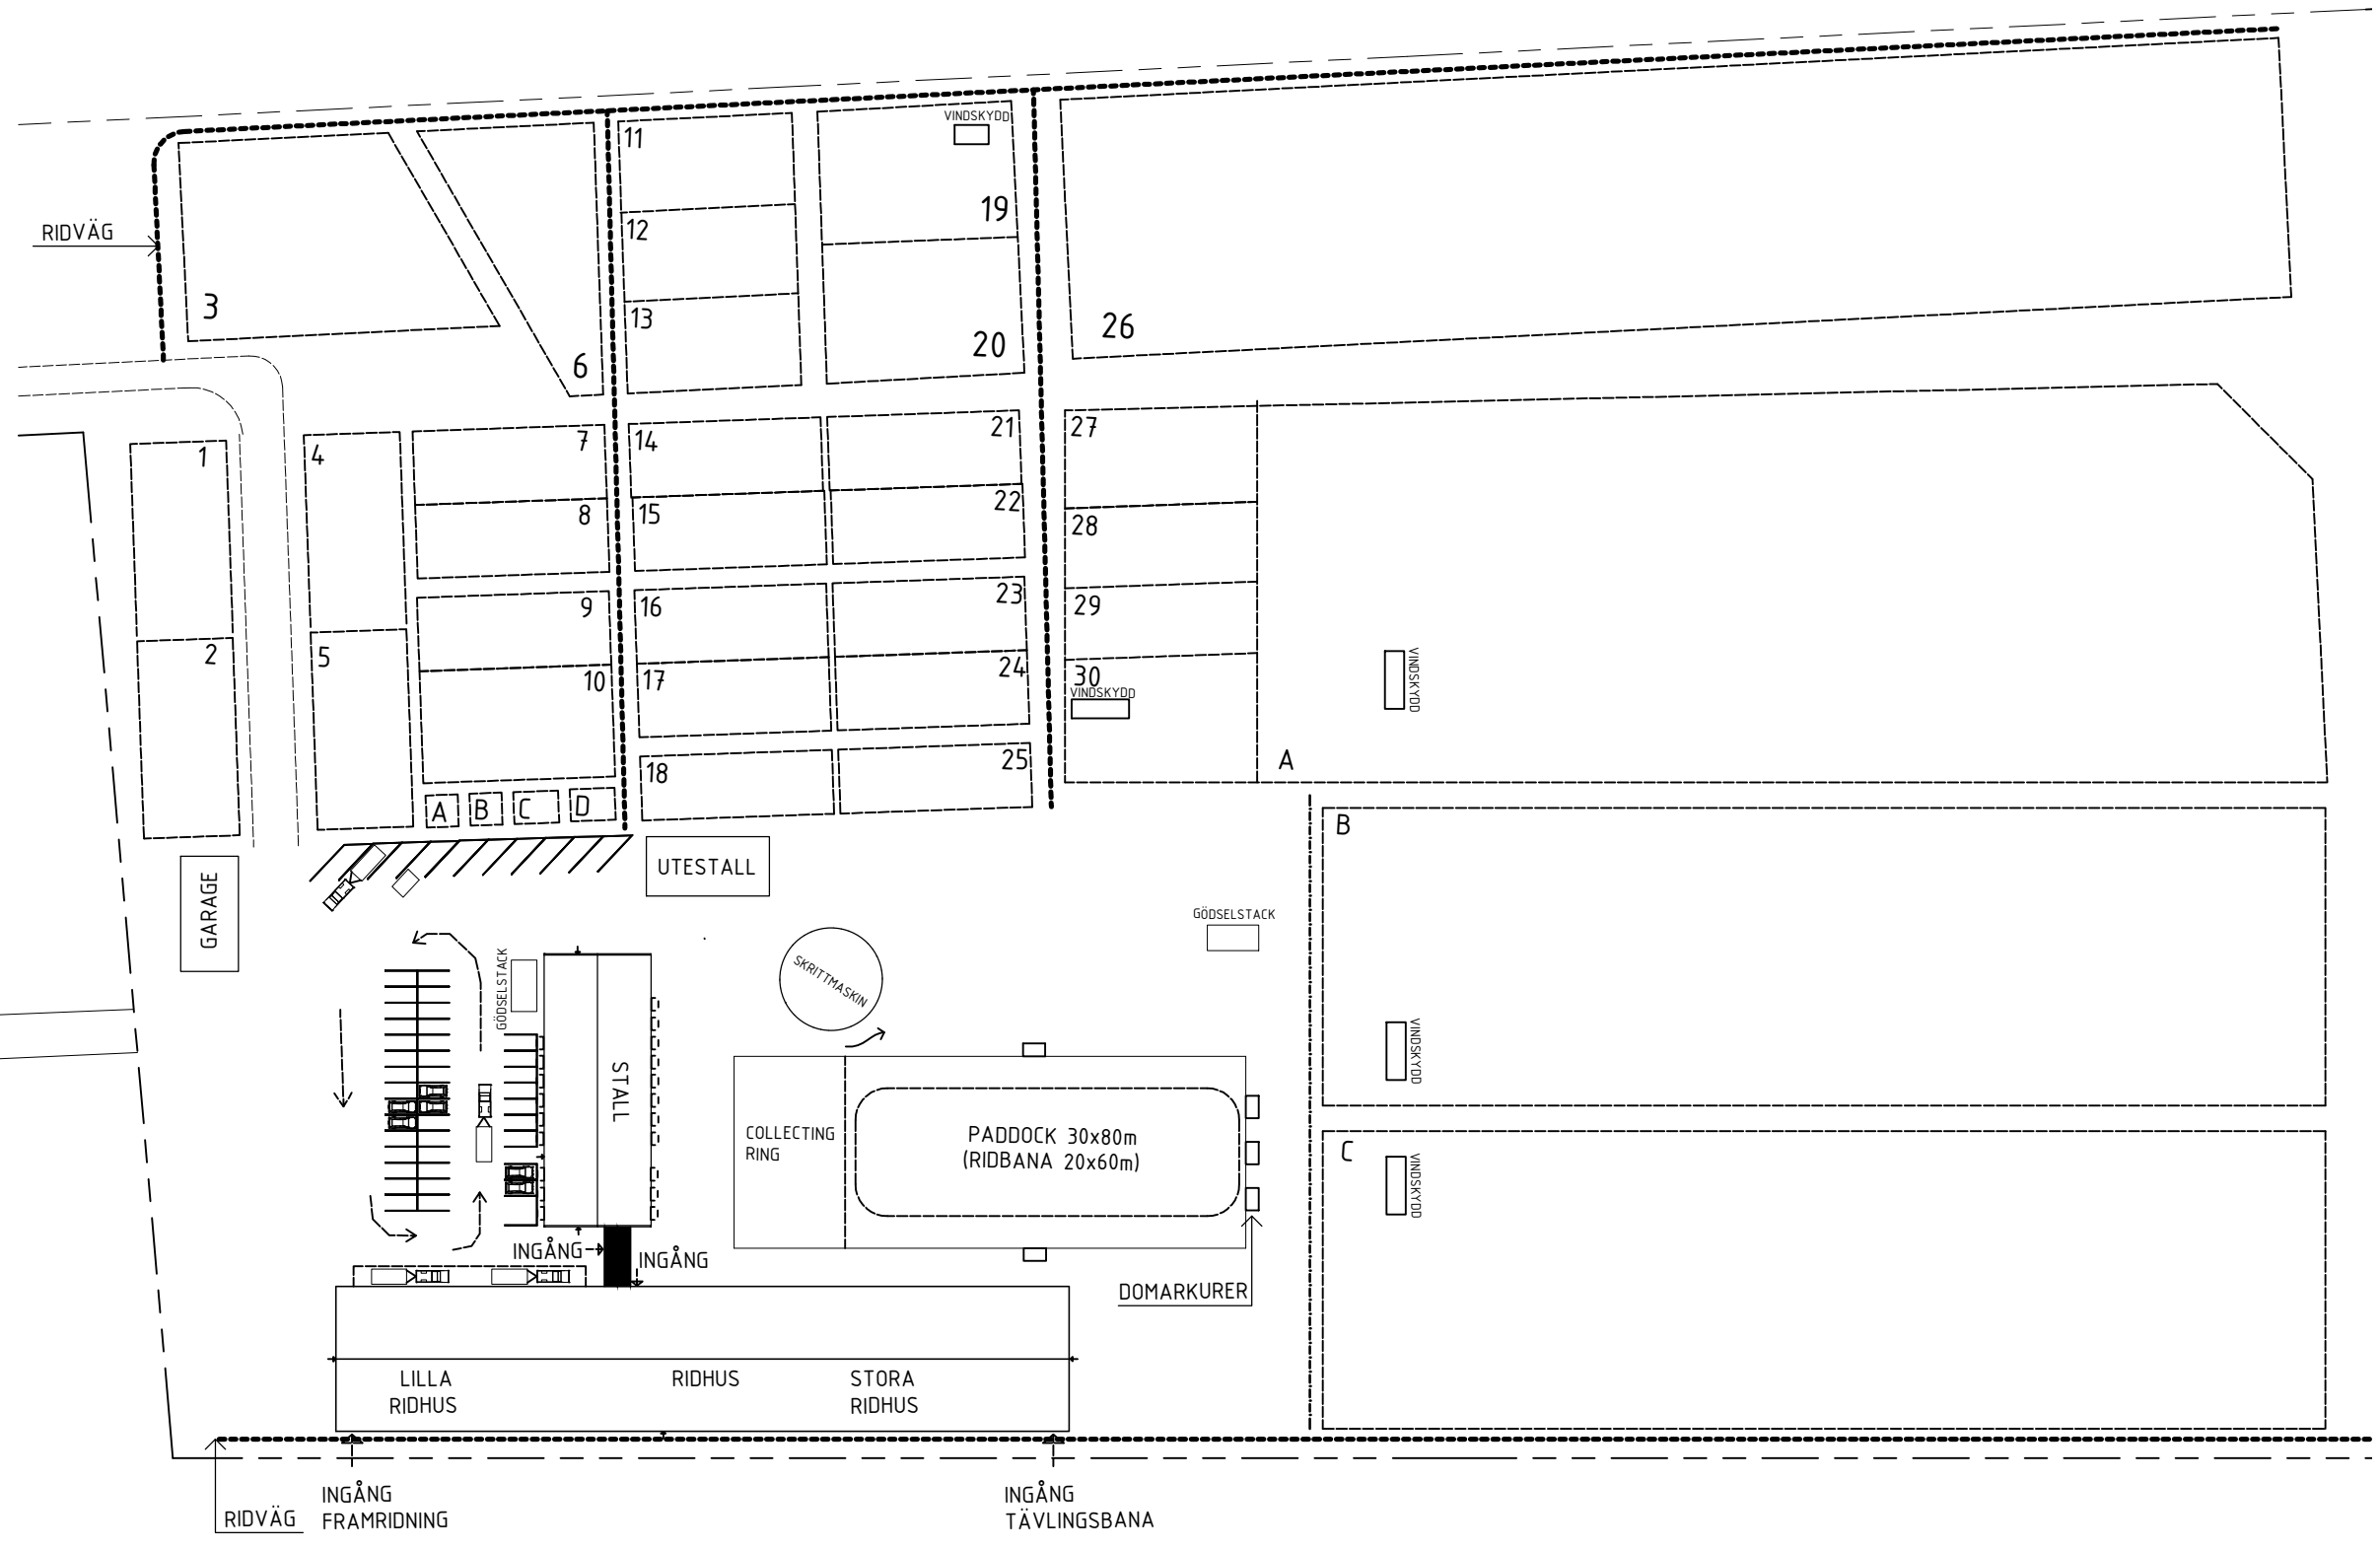 VINDSKYDD
11
19
12
RIDVÄG
3
13
26
20
6
27
21
7
14
4
1
22
8
15
28
23
9
16
29
2
5
24
10
17
30
VINDSKYDD
VINDSKYDD
25
18
A
A
B
C
D
B
UTESTALL
GARAGE
GÖDSELSTACK
GÖDSELSTACK
SKRITTMASKIN
VINDSKYDD
STALL
COLLECTING
RING
PADDOCK 30x80m
(RIDBANA 20x60m)
C
VINDSKYDD
INGÅNG
INGÅNG
DOMARKURER
LILLA
RIDHUS
RIDHUS
STORA
RIDHUS
RIDVÄG
INGÅNG
FRAMRIDNING
INGÅNG
TÄVLINGSBANA